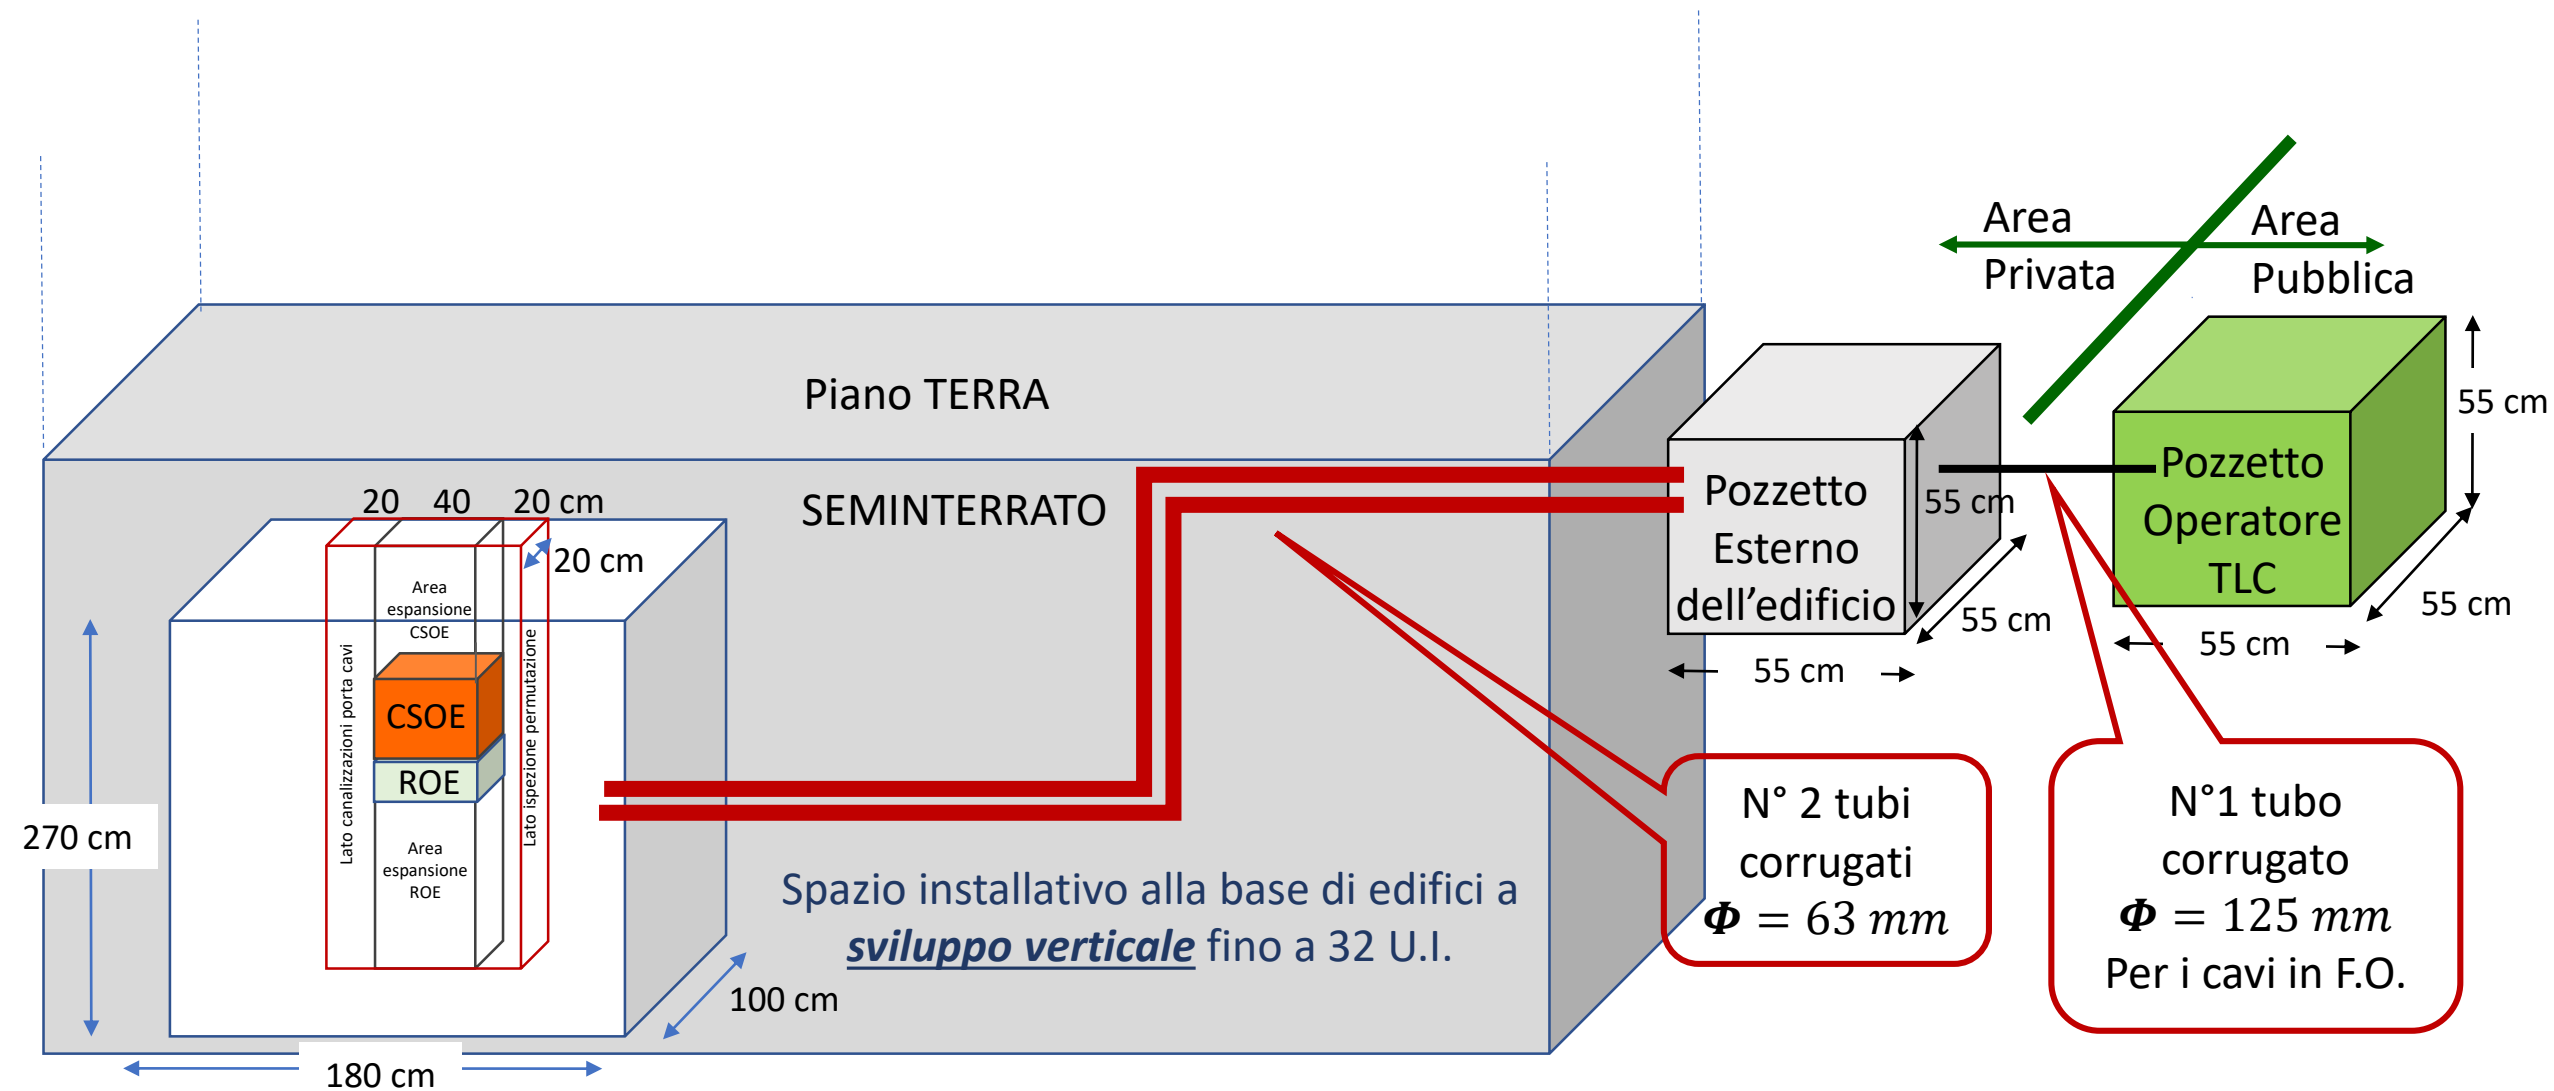 Area
Privata
Area
Pubblica
Piano TERRA
SEMINTERRATO
20 40 20 cm
20 cm
Area
espansione
CSOE
CSOE
ROE
Area
espansione
ROE
Lato canalizzazioni porta cavi
Lato ispezione permutazione
270 cm
180 cm
100 cm
Spazio installativo alla base di edifici a
sviluppo verticale fino a 32 U.I.
Pozzetto
Esterno
dell'edificio
55 cm
55 cm
55 cm
Pozzetto
Operatore
TLC
55 cm
55 cm
55 cm
N° 2 tubi
corrugati
Φ = 63 mm
N°1 tubo
corrugato
Φ = 125 mm
Per i cavi in F.O.